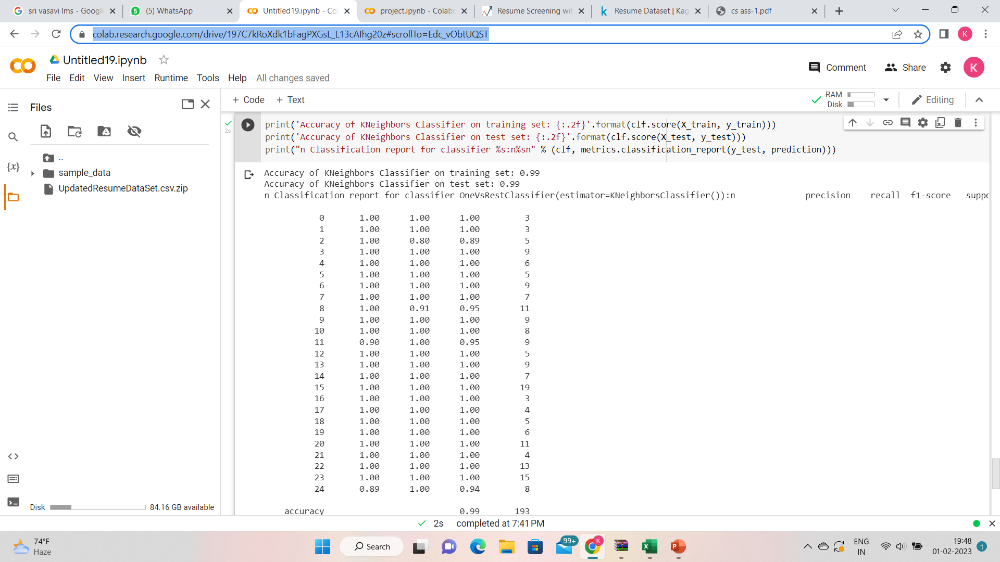 sri vasavi lms - Google
(5) WhatsApp
Untitled19.ipynb - Col
project.ipynb - Colabo
Resume Screening wit
Resume Dataset | Kag
cs ass-1.pdf
colab.research.google.com/drive/197C7kRoXdk1bFagPXGsL_L13cAIhg20z#scrollTo=Edc_vObtUQST
K
CO
Untitled19.ipynb
Comment
Share
K
File Edit View Insert Runtime Tools Help All changes saved
Files
+ Code + Text
RAM
Disk
Editing
..
sample_data
UpdatedResumeDataSet.csv.zip
{x}
2s
print('Accuracy of KNeighbors Classifier on training set: {:.2f}'.format(clf.score(X_train, y_train)))
print('Accuracy of KNeighbors Classifier on test set: {:.2f}'.format(clf.score(X_test, y_test)))
print("n Classification report for classifier %s:n%sn" % (clf, metrics.classification_report(y_test, prediction)))
Accuracy of KNeighbors Classifier on training set: 0.99
Accuracy of KNeighbors Classifier on test set: 0.99
n Classification report for classifier OneVsRestClassifier(estimator=KNeighborsClassifier()):n precision recall f1-score suppo
0 1.00 1.00 1.00 3
1 1.00 1.00 1.00 3
2 1.00 0.80 0.89 5
3 1.00 1.00 1.00 9
4 1.00 1.00 1.00 6
5 1.00 1.00 1.00 5
6 1.00 1.00 1.00 9
7 1.00 1.00 1.00 7
8 1.00 0.91 0.95 11
9 1.00 1.00 1.00 9
10 1.00 1.00 1.00 8
11 0.90 1.00 0.95 9
12 1.00 1.00 1.00 5
13 1.00 1.00 1.00 9
14 1.00 1.00 1.00 7
15 1.00 1.00 1.00 19
16 1.00 1.00 1.00 3
17 1.00 1.00 1.00 4
18 1.00 1.00 1.00 5
19 1.00 1.00 1.00 6
20 1.00 1.00 1.00 11
21 1.00 1.00 1.00 4
22 1.00 1.00 1.00 13
23 1.00 1.00 1.00 15
24 0.89 1.00 0.94 8
accuracy 0.99 193
Disk 84.16 GB available
2s completed at 7:41 PM
74°F
Haze
Search
99+
ENG
IN
19:48
01-02-2023
1